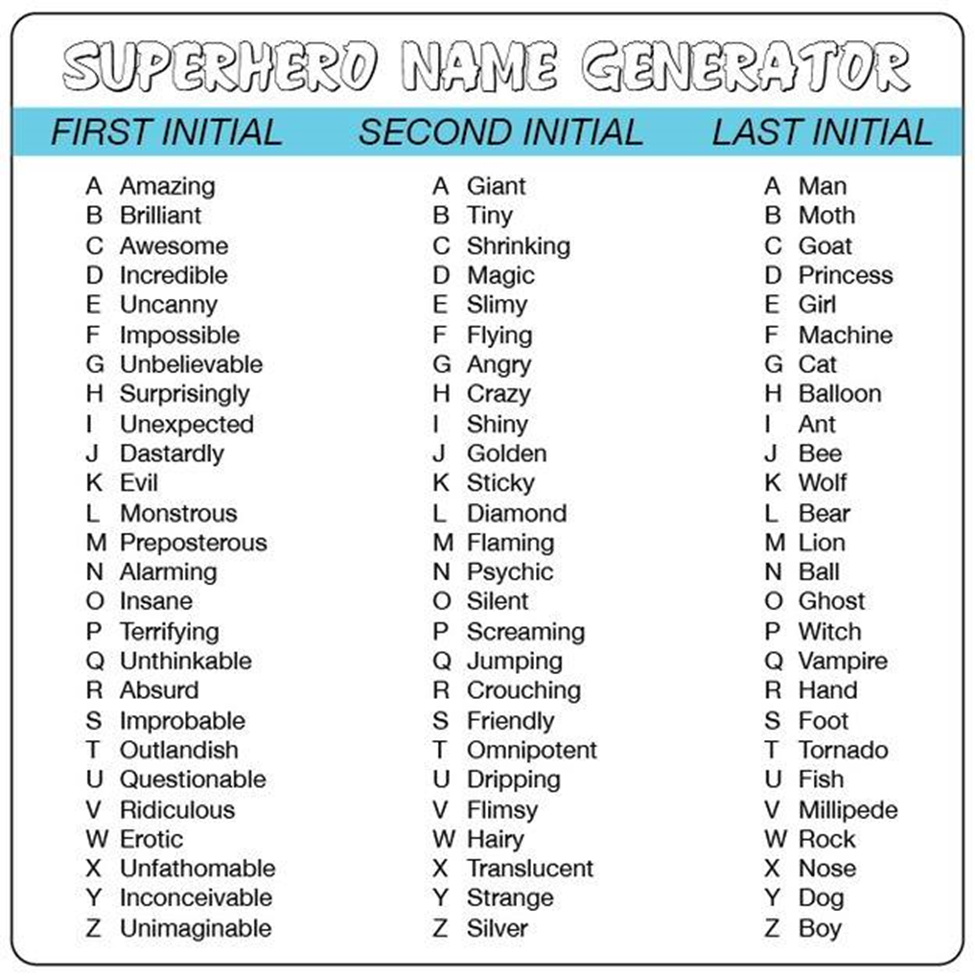 SUPERHERO NAME GENERATOR
FIRST INITIAL SECOND INITIAL LAST INITIAL
A Amazing A Giant A Man
B Brilliant B Tiny B Moth
C Awesome C Shrinking C Goat
D Incredible D Magic D Princess
E Uncanny E Slimy E Girl
F Impossible F Flying F Machine
G Unbelievable G Angry G Cat
H Surprisingly H Crazy H Balloon
I Unexpected I Shiny I Ant
J Dastardly J Golden J Bee
K Evil K Sticky K Wolf
L Monstrous L Diamond L Bear
M Preposterous M Flaming M Lion
N Alarming N Psychic N Ball
O Insane O Silent O Ghost
P Terrifying P Screaming P Witch
Q Unthinkable Q Jumping Q Vampire
R Absurd R Crouching R Hand
S Improbable S Friendly S Foot
T Outlandish T Omnipotent T Tornado
U Questionable U Dripping U Fish
V Ridiculous V Flimsy V Millipede
W Erotic W Hairy W Rock
X Unfathomable X Translucent X Nose
Y Inconceivable Y Strange Y Dog
Z Unimaginable Z Silver Z Boy